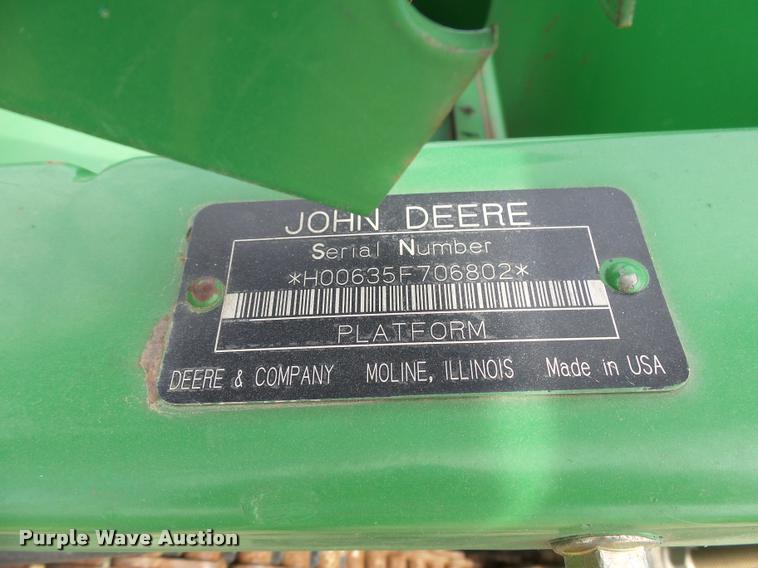 JOHN DEERE
Serial Number
*H00635F706802*
PLATFORM
DEERE & COMPANY MOLINE, ILLINOIS Made in USA
Purple Wave Auction